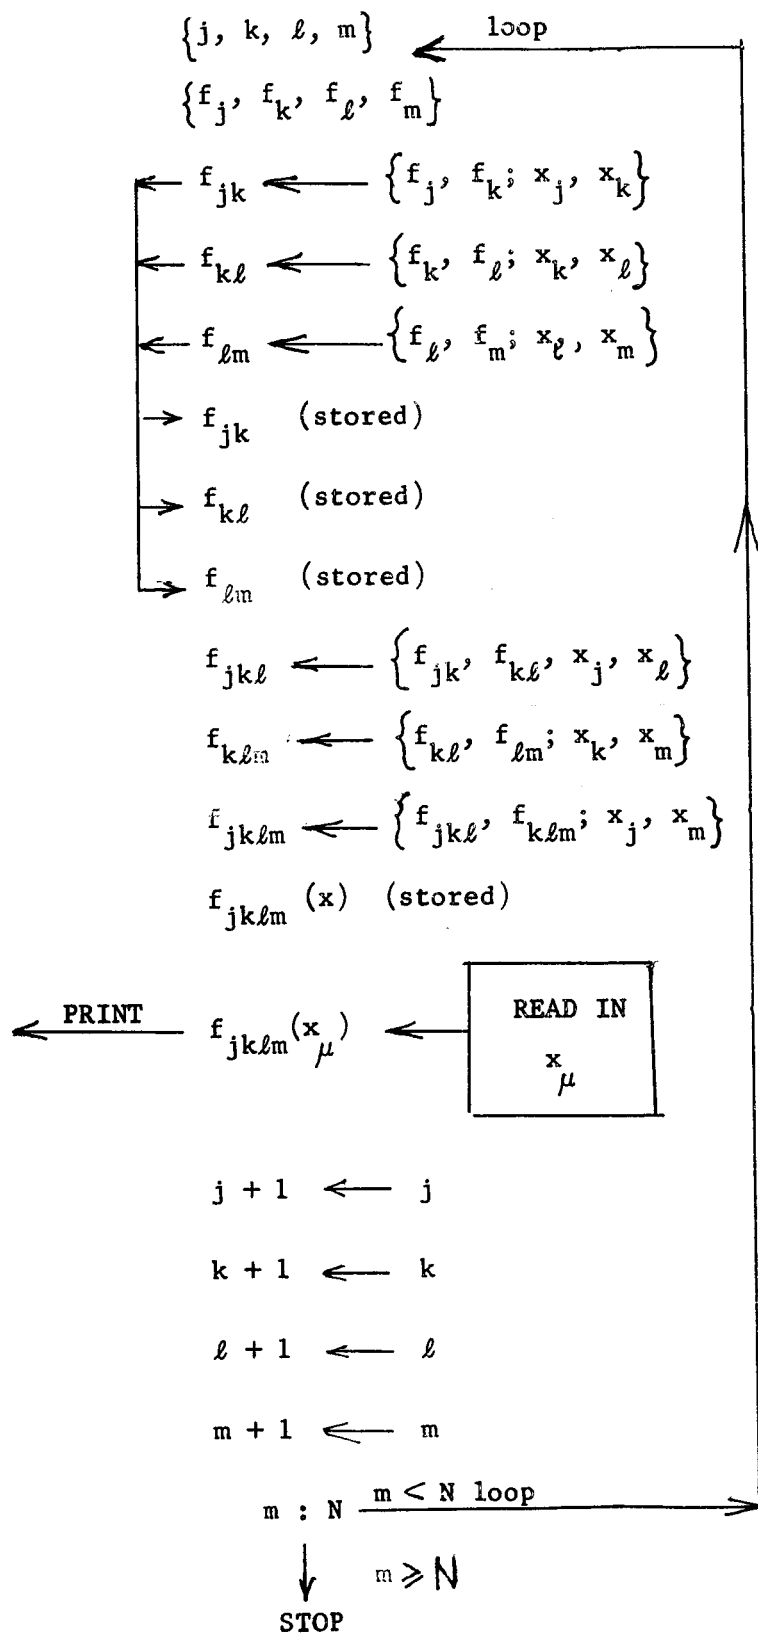 {j, k, ℓ, m} loop
{f_j, f_k, f_ℓ, f_m}
f_jk {f_j, f_k; x_j, x_k}
f_kℓ {f_k, f_ℓ; x_k, x_ℓ}
f_ℓm {f_ℓ, f_m; x_ℓ, x_m}
f_jk (stored)
f_kℓ (stored)
f_ℓm (stored)
f_jkℓ {f_jk, f_kℓ, x_j, x_ℓ}
f_kℓm {f_kℓ, f_ℓm; x_k, x_m}
f_jkℓm {f_jkℓ, f_kℓm; x_j, x_m}
f_jkℓm (x) (stored)
PRINT f_jkℓm(x_μ) READ IN
x_μ
j + 1 j
k + 1 k
ℓ + 1 ℓ
m + 1 m
m : N m < N loop
m ⩾ N
STOP